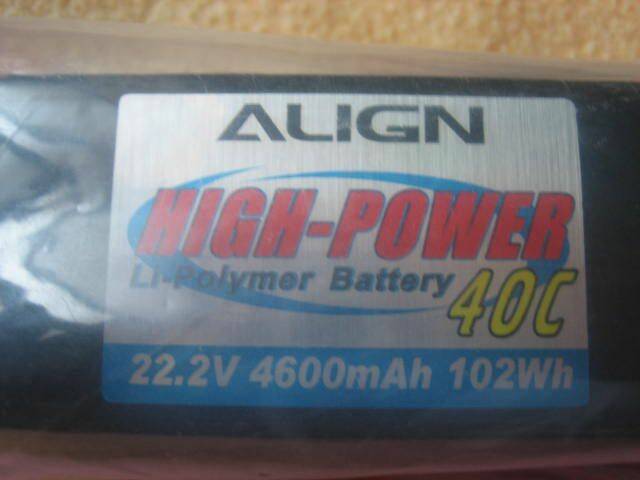 ALIGN
HIGH-POWER
Li-Polymer Battery
40C
22.2V 4600mAh 102Wh